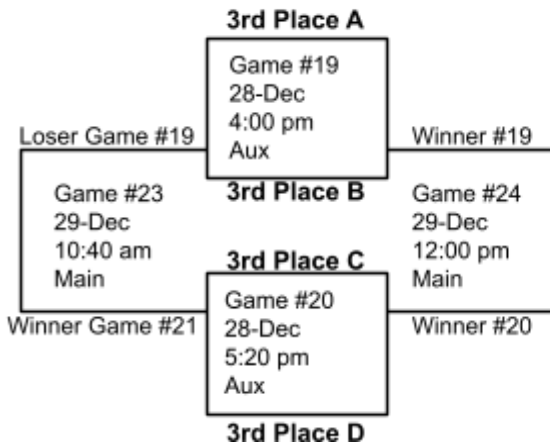 3rd Place A
Game #19
28-Dec
4:00 pm
Aux
Loser Game #19
Winner #19
3rd Place B
Game #23
29-Dec
10:40 am
Main
Game #24
29-Dec
12:00 pm
Main
3rd Place C
Game #20
28-Dec
5:20 pm
Aux
Winner Game #21
Winner #20
3rd Place D